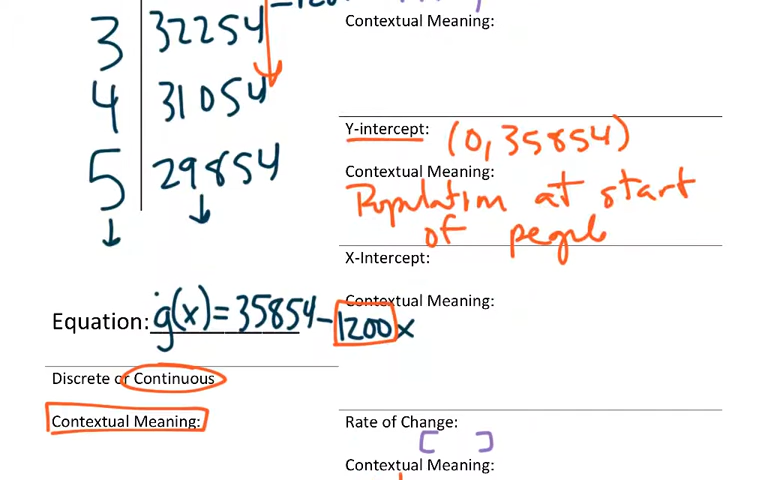 3 32254
4 31054
5 29854
Equation: g(x) = 35854 - 1200x
Discrete or Continuous
Contextual Meaning:
Contextual Meaning:
Y-intercept: (0, 35854)
Contextual Meaning:
Population at start
of people
X-Intercept:
Contextual Meaning:
Rate of Change:
[ ]
Contextual Meaning: